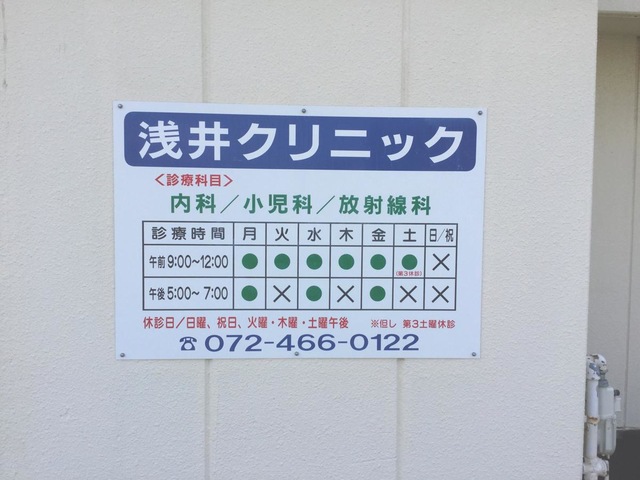 浅井クリニック
<診療科目>
内科/小児科/放射線科
診療時間 月 火 水 木 金 土 日/祝
午前9:00~12:00 ● ● ● ● ● ● ×
(第3休診)
午後5:00~7:00 ● × ● × ● × ×
休診日/日曜、祝日、火曜・木曜・土曜午後 ※但し 第3土曜休診
☎072-466-0122